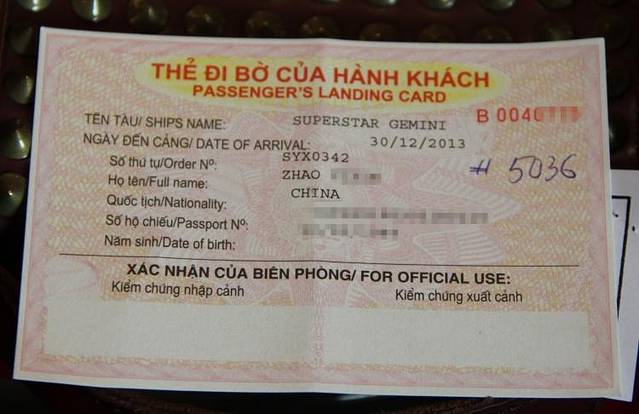 THẺ ĐI BỜ CỦA HÀNH KHÁCH
PASSENGER'S LANDING CARD
TÊN TÀU/ SHIPS NAME: SUPERSTAR GEMINI B 0040
NGÀY ĐẾN CẢNG/ DATE OF ARRIVAL: 30/12/2013
Số thứ tự/Order Nº: SYX0342 # 5036
Họ tên/Full name: ZHAO
Quốc tịch/Nationality: CHINA
Số hộ chiếu/Passport Nº:
Năm sinh/Date of birth:
XÁC NHẬN CỦA BIÊN PHÒNG/ FOR OFFICIAL USE:
Kiểm chứng nhập cảnh Kiểm chứng xuất cảnh